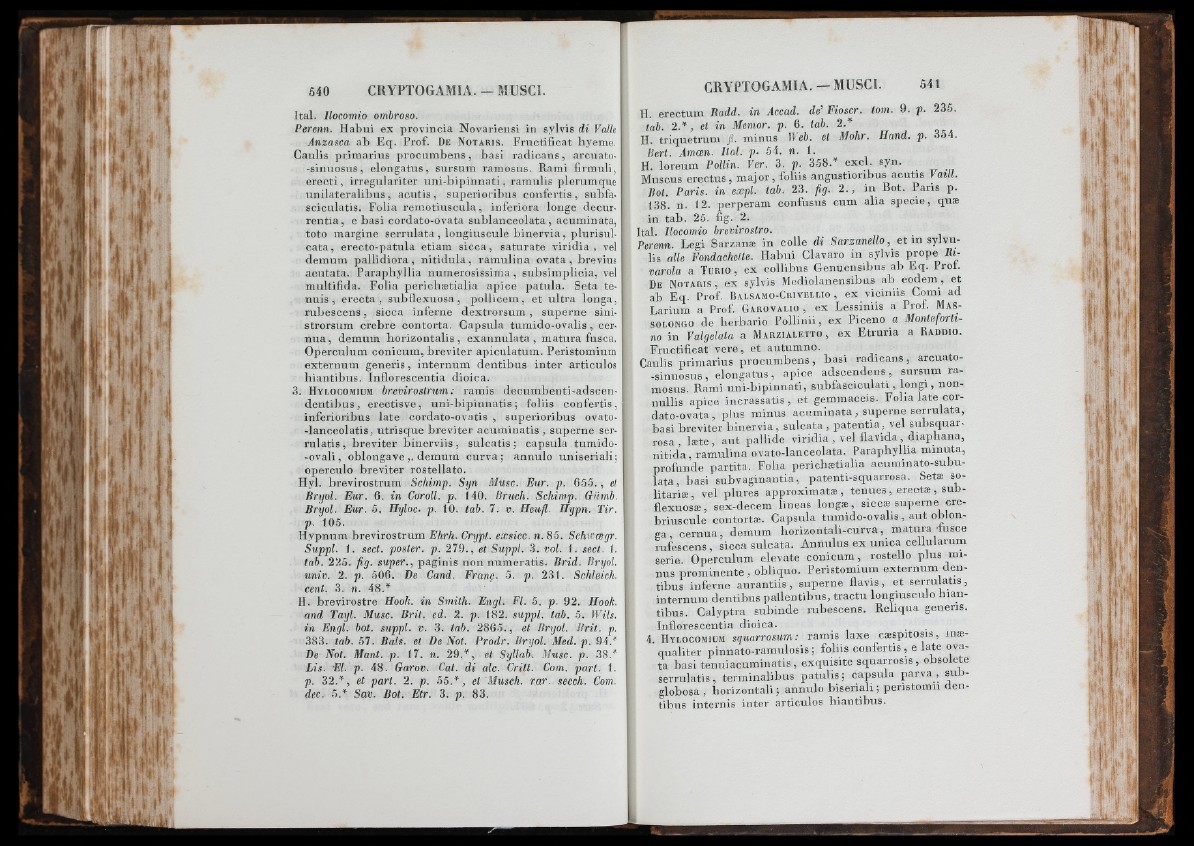 540 CRYPTOGAMIA. — MUSCI.
Ital. Ilocomio ombroso.
Perenn. Habui ex provincia Novariensi in sylvis di Valle
Anzasca ab Eq. Prof. De Notaris. Fructificat hyeme.
Caulis primarius procumbens, basi radicans, arcuato-
-sinuosus, elongatus, sursum ramosus. Rami firmuli,
erecti, irregulariter uni-bipinnati, ramulis plerumque
unilateralibus, acutis, superioribus confertis, subfa-
sciculatis. Folia remotiuscula, inferiora longe decur-
rentia, e basi cordato-ovata sublanceolata, acuminata,
toto margine serrulata, longiuscule binervia, plurisul-
cata, erecto-patula etiam sicca, saturate viridia, vel
demum pallidiora, nitidula, ramulina ovata, brevius
acutata. Paraphyllia numerosissima, subsimplicia, vel
multifida. Folia perichætialia apice patula. Seta te-
nuis, erecta, subflexuosa, pollicem, et ultra longa,
rubescens, sicca inferne dextrorsum, superne sini-
strorsum crebre contorta. Capsula tumido-ovalis, cer-
nua, demum horizontalis, exannulata, matura fusca.
Operculum conicum, breviter apiculatum. Peristomium
externum generis, internum dentibus inter articulos
hiantibus. Inflorescentia dioica.
3. Hylocomium brevirostrum: ramis decumbenti-adscen-
dentibus, erectisve, uni-bipinnatis; foliis confertis,
inferioribus late cordato-ovatis, superioribus ovato-
-lanceolatis, utrisque breviter acuminatis, superne ser-
rulatis, breviter binerviis, sulcatis; capsula tumido-
-ovali, oblongave, demum curva; annulo uniseriali;
operculo breviter rostellato.
Hyl. brevirostrum Schimp. Syn Musc. Eur. p. 655., et
Bryol. Eur. 6. in Coroll. p. 140. Bruch. Schimp. Gümb.
Bryol. Eur. 5. Hyloc. p. 10. tab. 7. v. Heufl. Hypn. Tir.
p. 105.
Hypnum brevirostrum Ehrh. Crypt. exsicc. n. 85. Schwægr.
Suppl. 1. sect. poster. p. 279., et Suppl. 3. vol. 1. sect. 1.
tab. 225. fig. super., paginis non numeratis. Brid. Bryol.
univ. 2. p. 506. De Cand. Franç. 5. p. 231. Schleich.
cent. 3. n. 48.*
H. brevirostre Hook. in Smith. Engl. Fl. 5. p. 92. Hook.
and Tayl. Musc. Brit. ed. 2. p. 182. suppl. tab. 5. Wils.
in Engl. bot. suppl. v. 3. tab. 2865., et Bryol. Brit. p.
383. tab. 57. Bals. et De Not. Prodr. Bryol. Med. p. 94.*
De Not. Mant. p. 17. n. 29.*, et Syllab. Musc. p. 38.*
Lis. El. p. 48. Garov. Cat. di alc. Critt. Com. part. 1.
p. 32.*, et part. 2. p. 55.*, et Musch. rar. secch. Com.
dec. 5.* Sav. Bot. Etr. 3. p. 83.
CRYPTOGAMIA. — MUSCI. 541
H. erectum Radd. in Accad. de' Fioscr. tom. 9. p. 235.
tab. 2.*, et in Memor. p. 6. tab. 2.*
H. triquetrum β. minus Web. et Mohr. Hand. p. 354.
Bert. Amœn. Ital. p. 54. n. 1.
H. loreum Pollin. Ver. 3. p. 358.* excl. syn.
Muscus erectus, major, foliis angustioribus acutis Vaill.
Bot. Paris. in expl. tab. 23. fig. 2., in Bot. Paris p.
138. n. 12. perperam confusus cum alia specie, quæ
in tab. 25. fig. 2.
Ital. Ilocomio brevirostro.
Perenn. Legi Sarzanæ in colle di Sarzanello, et in sylvu-
lis alle Fondachette. Habui Clavaro in sylvis prope Ri-
varola a Turio, ex collibus Genuensibus ab Eq. Prof.
De Notaris, ex sylvis Mediolanensibus ab eodem, et
ab Eq. Prof. Balsamo-Crivellio, ex viciniis Comi ad
Larium a Prof. Garovalio, ex Lessiniis a Prof. Mas-
solongo de herbario Pollinii, ex Piceno a Monteforti-
no in Valgelata a Marzialetto, ex Etruria a Raddio.
Fructificat vere, et autumno.
Caulis primarius procumbens, basi radicans, arcuato-
-sinuosus, elongatus, apice adscendens, sursum ra-
mosus. Rami uni-bipinnati, subfasciculati, longi, non-
nullis apice incrassatis, et gemmaceis. Folia late cor-
dato-ovata, plus minus acuminata, superne serrulata,
basi breviter binervia, sulcata, patentia, vel subsquar-
rosa, læte, aut pallide viridia, vel flavida, diaphana,
nitida, ramulina ovato-lanceolata. Paraphyllia minuta,
profunde partita. Folia perichætialia acuminato-subu-
lata, basi subvaginantia, patenti-squarrosa. Setæ so-
litariæ, vel plures approximatæ, tenues, erectæ, sub-
flexuosæ, sex-decem lineas longæ, siccæ superne cre-
briuscule contortæ. Capsula tumido-ovalis, aut oblon-
ga, cernua, demum horizontali-curva, matura fusce
rufescens, sicca sulcata. Annulus ex unica cellularum
serie. Operculum elevate conicum, rostello plus mi-
nus prominente, obliquo. Peristomium externum den-
tibus inferne aurantiis, superne flavis, et serrulatis,
internum dentibus pallentibus, tractu longiusculo hian-
tibus. Calyptra subinde rubescens. Reliqua generis.
Inflorescentia dioica.
4. Hylocomium squarrosum: ramis laxe cæspitosis, inæ-
qualiter pinnato-ramulosis; foliis confertis, e late ova-
ta basi tenuiacuminatis, exquisite squarrosis, obsolete
serrulatis, terminalibus patulis; capsula parva, sub-
globosa, horizontali; annulo biseriali; peristomii den-
tibus internis inter articulos hiantibus.